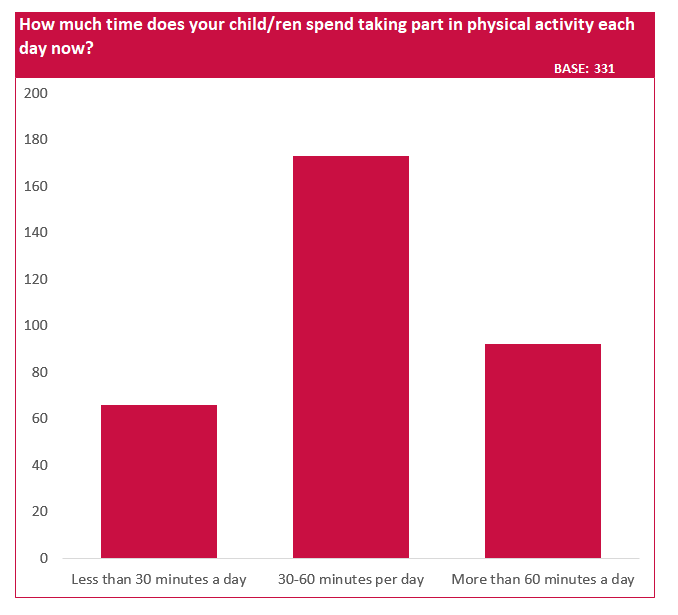 How much time does your child/ren spend taking part in physical activity each
day now?
BASE: 331
200
180
160
140
120
100
80
60
40
20
0
Less than 30 minutes a day
30-60 minutes per day
More than 60 minutes a day